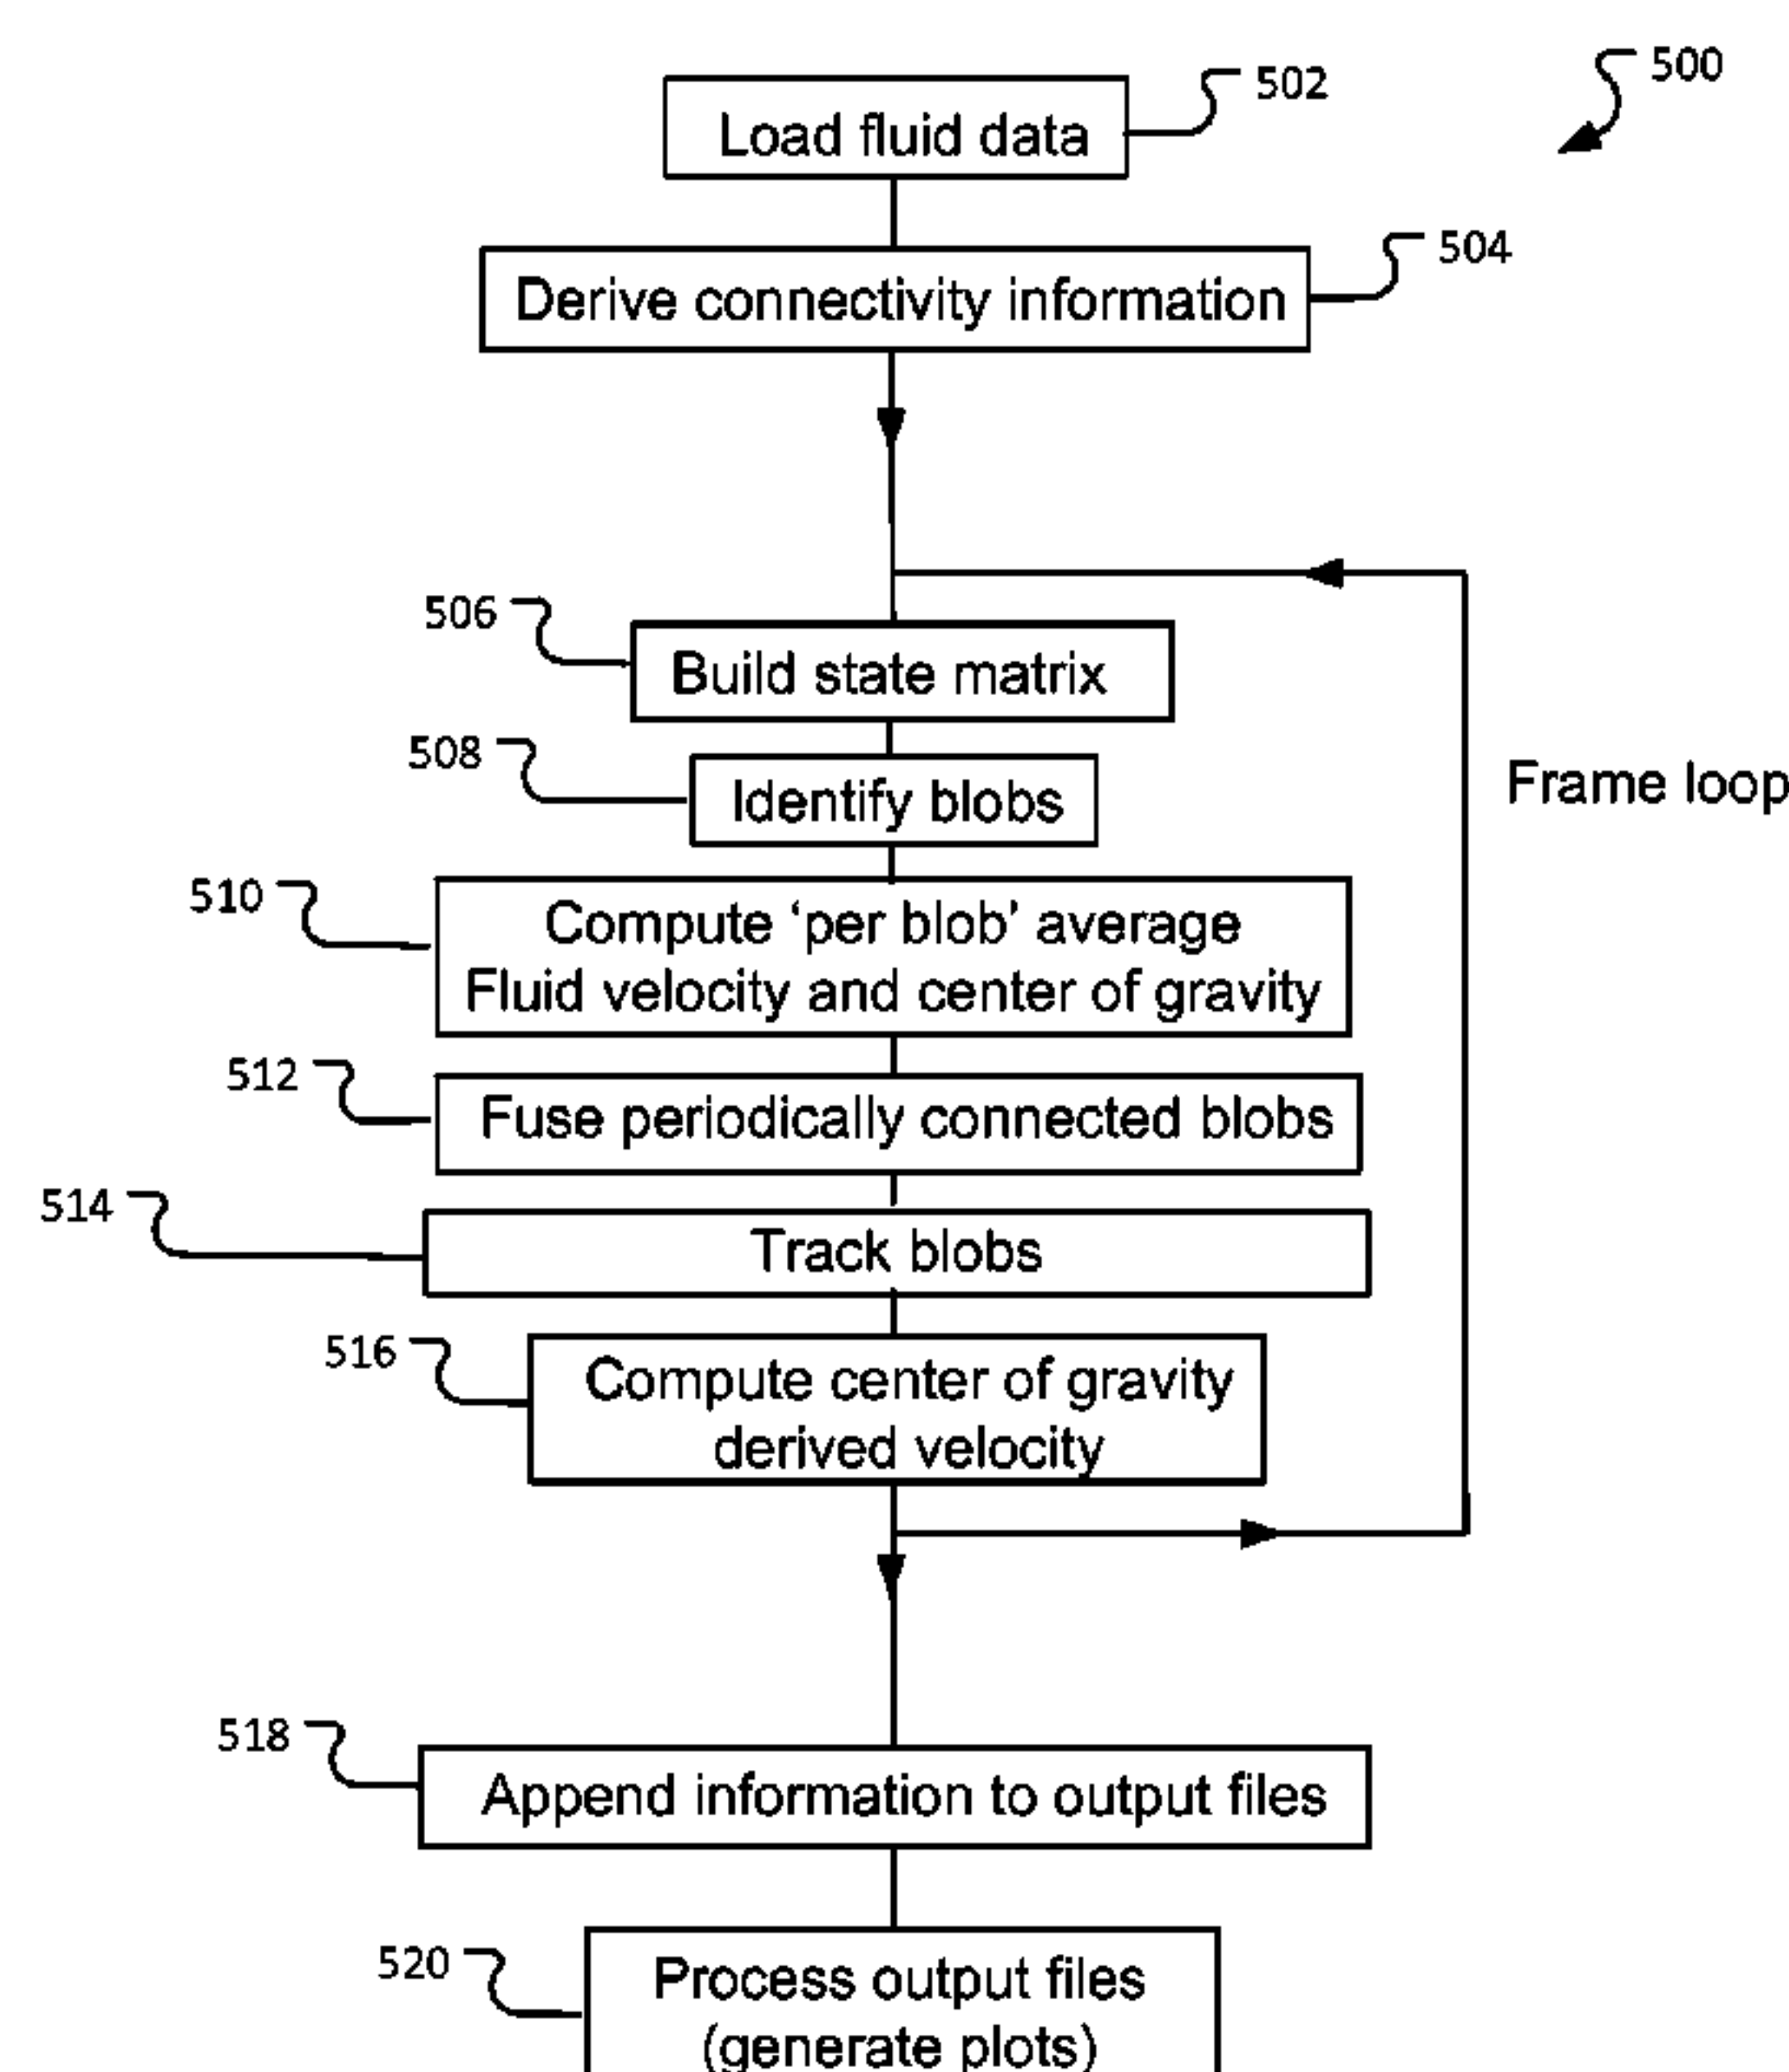 500
502
Load fluid data
504
Derive connectivity information
506
Build state matrix
Frame loop
508
Identify blobs
510
Compute ‘per blob’ average
Fluid velocity and center of gravity
512
Fuse periodically connected blobs
514
Track blobs
516
Compute center of gravity
derived velocity
518
Append information to output files
520
Process output files
(generate plots)